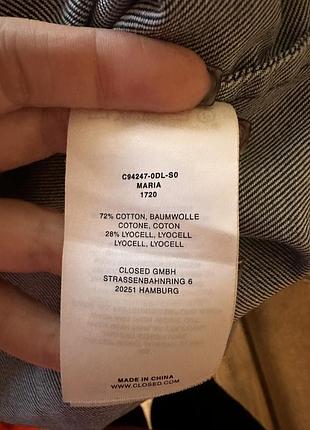 C94247-0DL-S0
MARIA
1720
72% COTTON, BAUMWOLLE
COTONE, COTON
28% LYOCELL, LYOCELL
LYOCELL, LYOCELL
CLOSED GMBH
STRASSENBAHNRING 6
20251 HAMBURG
MADE IN CHINA
WWW.CLOSED.COM